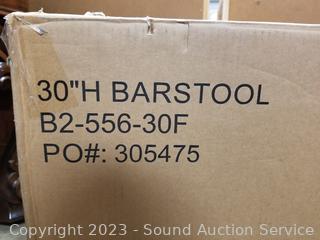 30"H BARSTOOL
B2-556-30F
PO#: 305475
Copyright 2023 - Sound Auction Service